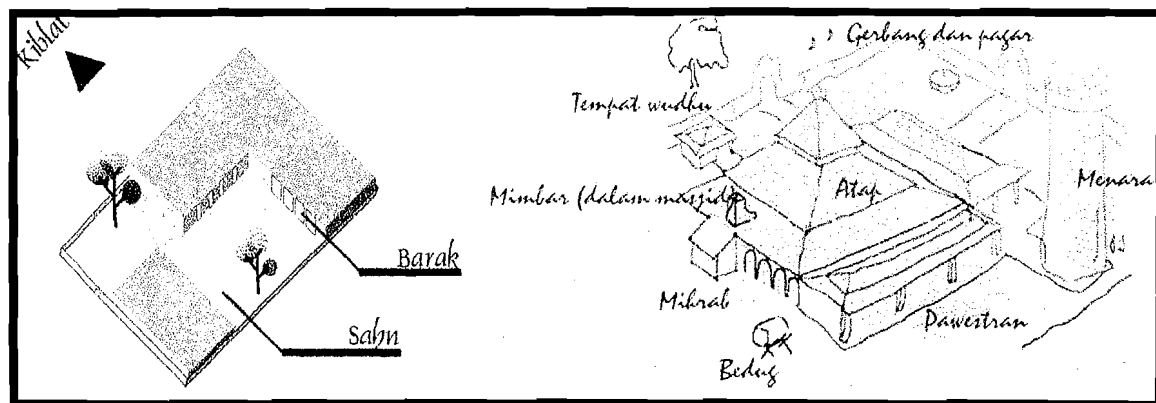 Kiblat
Barak
Sahn
Gerbang dan pagar
Tempat wudhu
Mimbar (dalam masjid)
Atap
Menara
Mihrab
Pawestran
Bedug